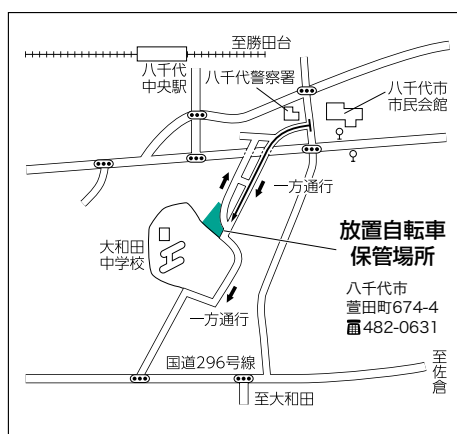 至勝田台
八千代
中央駅
八千代警察署
八千代市
市民会館
一方通行
放置自転車
保管場所
大和田
中学校
八千代市
萱田町674-4
482-0631
一方通行
国道296号線
至佐倉
至大和田